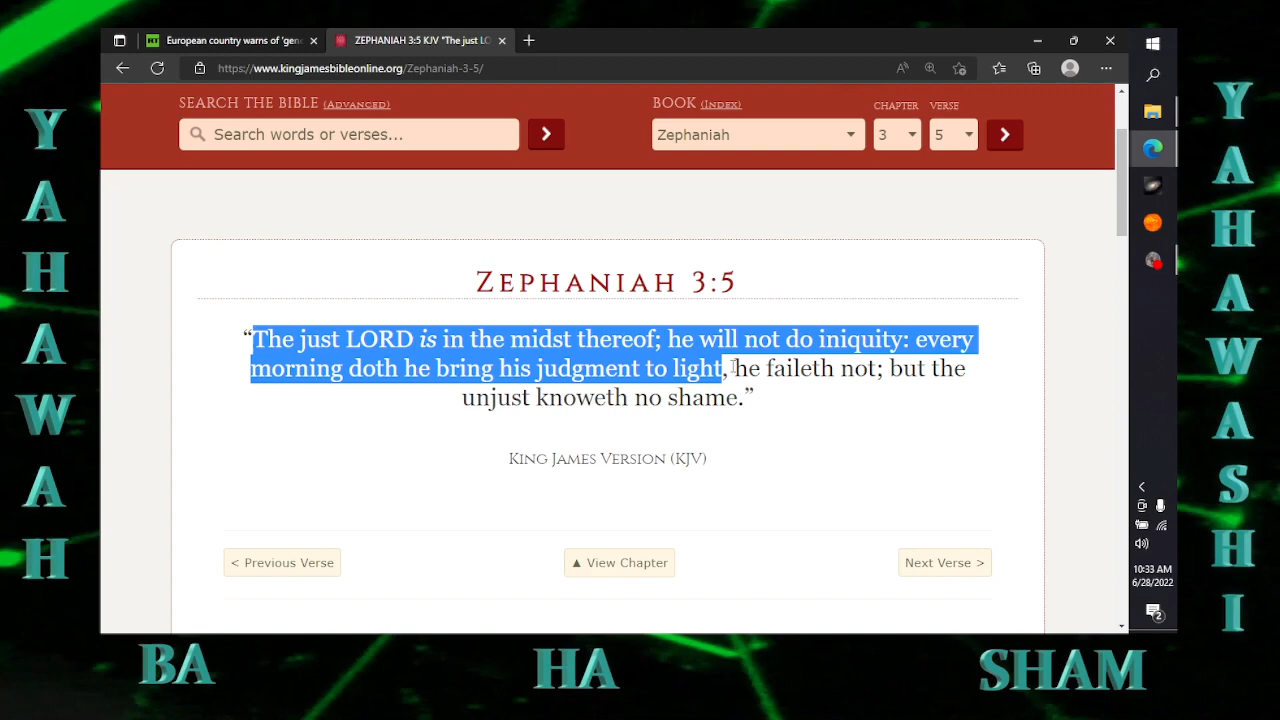 YAHAWAH
YAHAWASHI
BA HA SHAM
European country warns of 'gene
ZEPHANIAH 3:5 KJV "The just LO
https://www.kingjamesbibleonline.org/Zephaniah-3-5/
SEARCH THE BIBLE (ADVANCED)
BOOK (INDEX)
CHAPTER
VERSE
Search words or verses...
Zephaniah
3
5
ZEPHANIAH 3:5
“The just LORD is in the midst thereof; he will not do iniquity: every
morning doth he bring his judgment to light, he faileth not; but the
unjust knoweth no shame.”
KING JAMES VERSION (KJV)
< Previous Verse
▲ View Chapter
Next Verse >
10:33 AM
6/28/2022
2